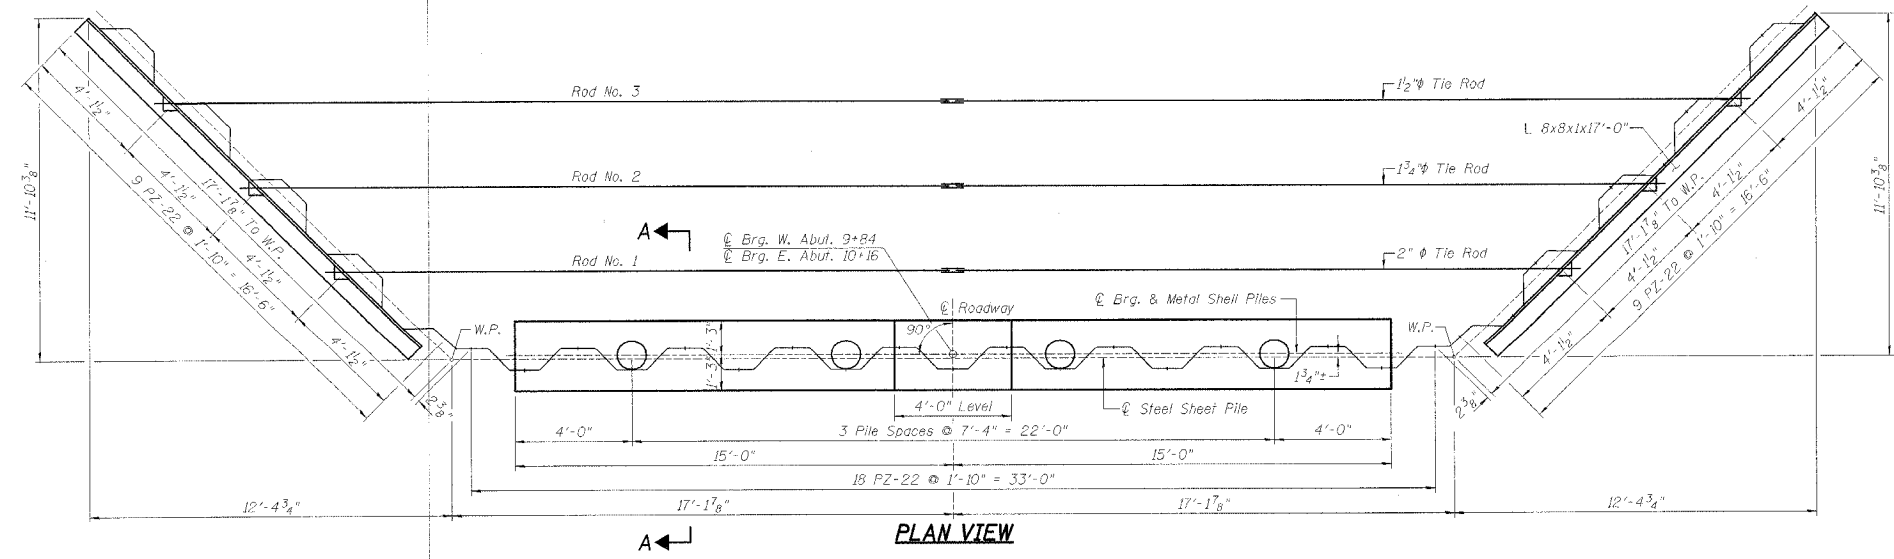 Rod No. 3
1½"φ Tie Rod
L 8x8x1x17'-0"
Rod No. 2
1¾"φ Tie Rod
Rod No. 1
2" φ Tie Rod
4'-1½"
4'-1½"
4'-1½"
4'-1½"
17'-1⅞" To W.P.
9 PZ-22 @ 1'-10" = 16'-6"
11'-10⅜"
2⅜"
W.P.
A
℄ Brg. W. Abut. 9+84
℄ Brg. E. Abut. 10+16
℄ Roadway
90°
℄ Brg. & Metal Shell Piles
1'-3"
1'-3"
1¾"±
℄ Steel Sheet Pile
W.P.
4'-1½"
4'-1½"
4'-1½"
4'-1½"
17'-1⅞" To W.P.
9 PZ-22 @ 1'-10" = 16'-6"
11'-10⅜"
2⅜"
4'-0" Level
4'-0"
3 Pile Spaces @ 7'-4" = 22'-0"
4'-0"
15'-0"
15'-0"
18 PZ-22 @ 1'-10" = 33'-0"
12'-4¾"
17'-1⅞"
17'-1⅞"
12'-4¾"
A
PLAN VIEW